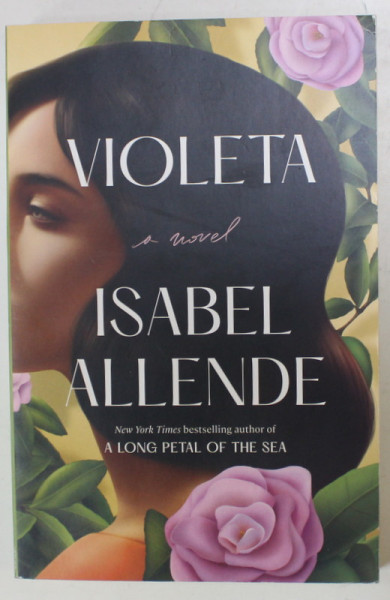 VIOLETA
a novel
ISABEL
ALLENDE
New York Times bestselling author of
A LONG PETAL OF THE SEA